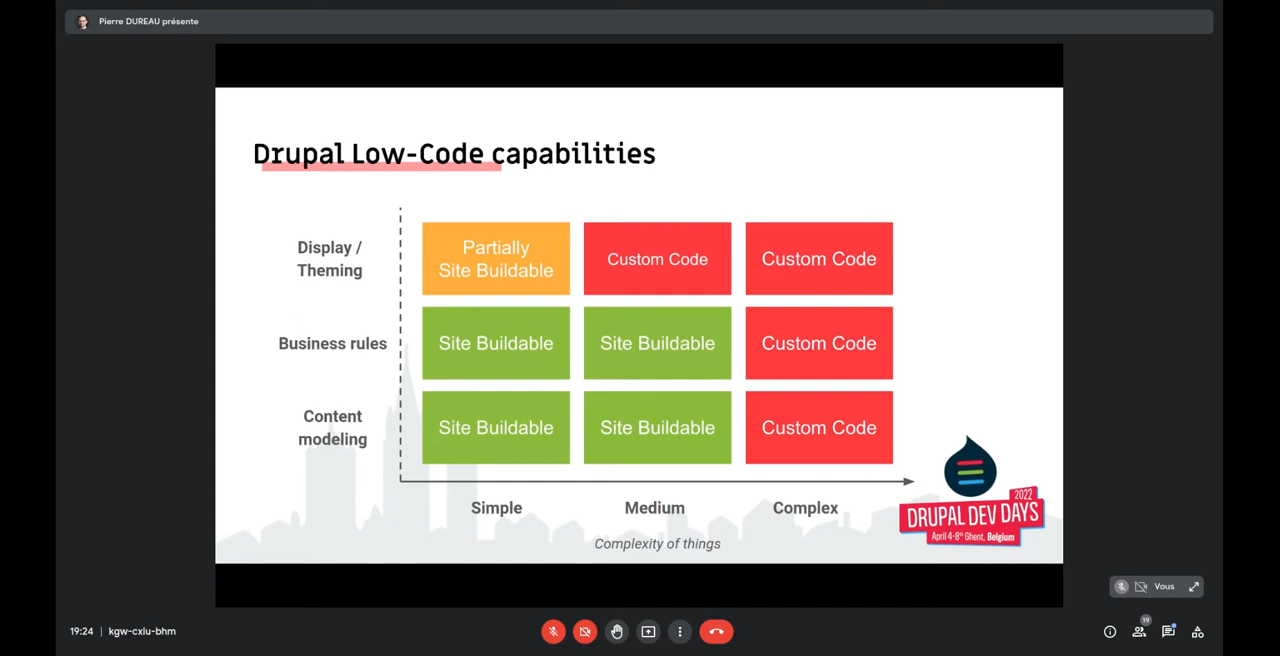 Pierre DUREAU présente
Drupal Low-Code capabilities
Display /
Theming
Partially
Site Buildable
Custom Code
Custom Code
Business rules
Site Buildable
Site Buildable
Custom Code
Content
modeling
Site Buildable
Site Buildable
Custom Code
Simple
Medium
Complex
Complexity of things
2022
DRUPAL DEV DAYS
April 4-8th Ghent, Belgium
Vous
19:24 | kgw-cxiu-bhm
19